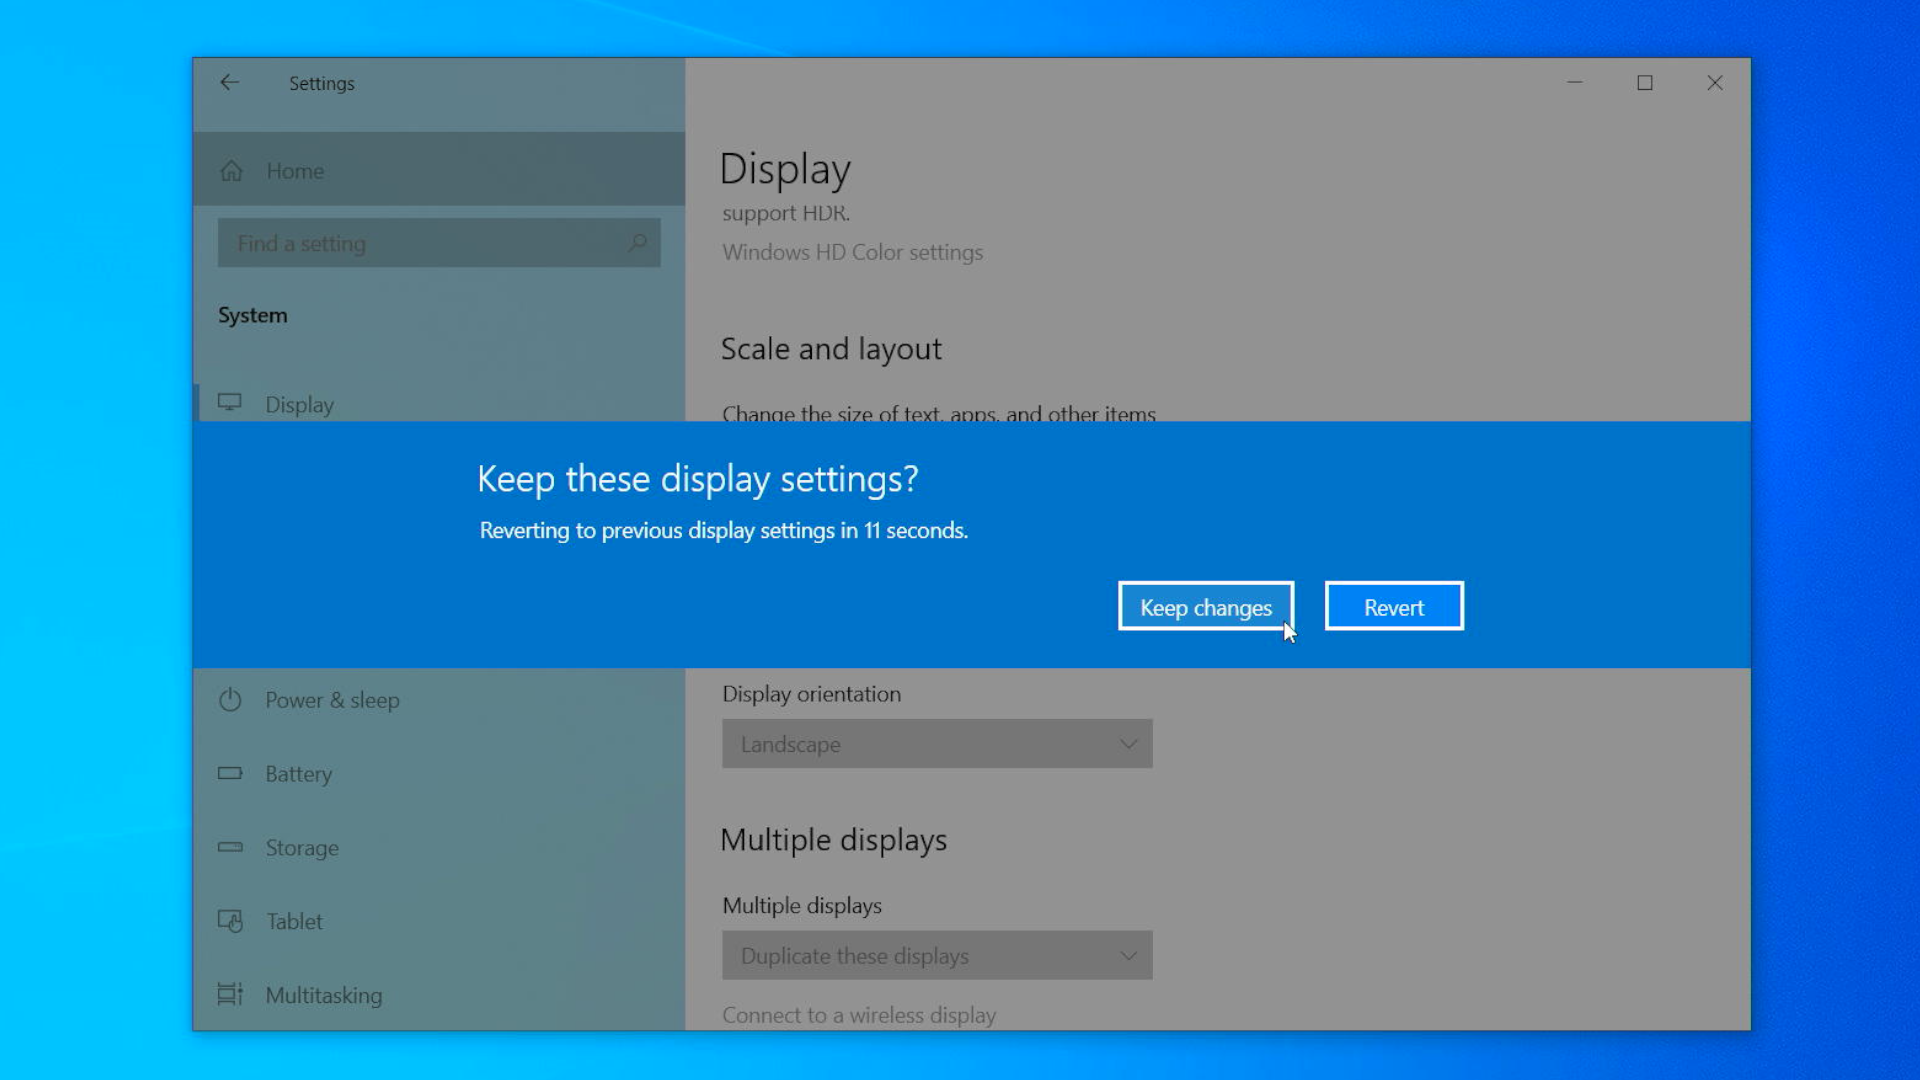 Settings
Home
Find a setting
System
Display
Power & sleep
Battery
Storage
Tablet
Multitasking
Display
support HDR.
Windows HD Color settings
Scale and layout
Change the size of text, apps, and other items
Keep these display settings?
Reverting to previous display settings in 11 seconds.
Keep changes
Revert
Display orientation
Landscape
Multiple displays
Multiple displays
Duplicate these displays
Connect to a wireless display